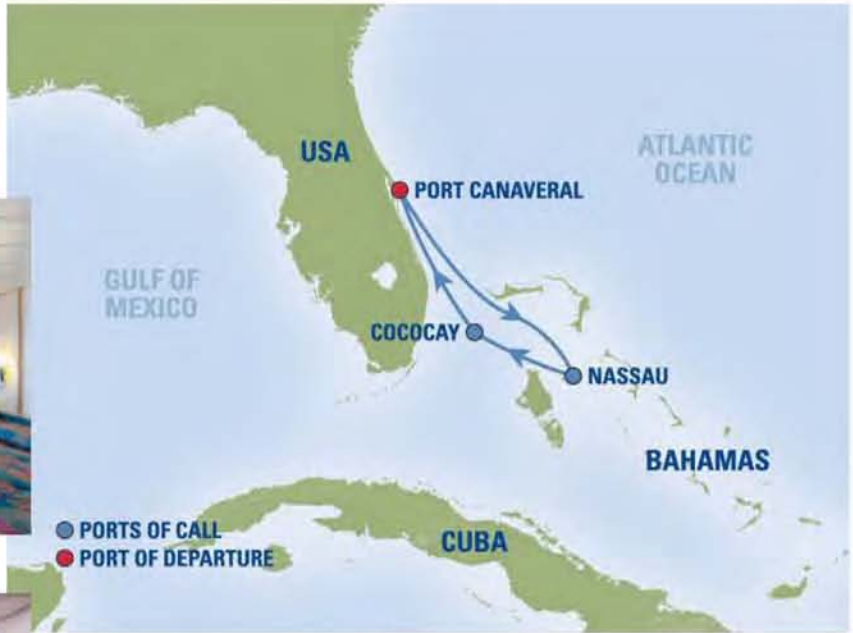 USA
ATLANTIC
OCEAN
PORT CANAVERAL
GULF OF
MEXICO
COCOCAY
NASSAU
BAHAMAS
PORTS OF CALL
PORT OF DEPARTURE
CUBA